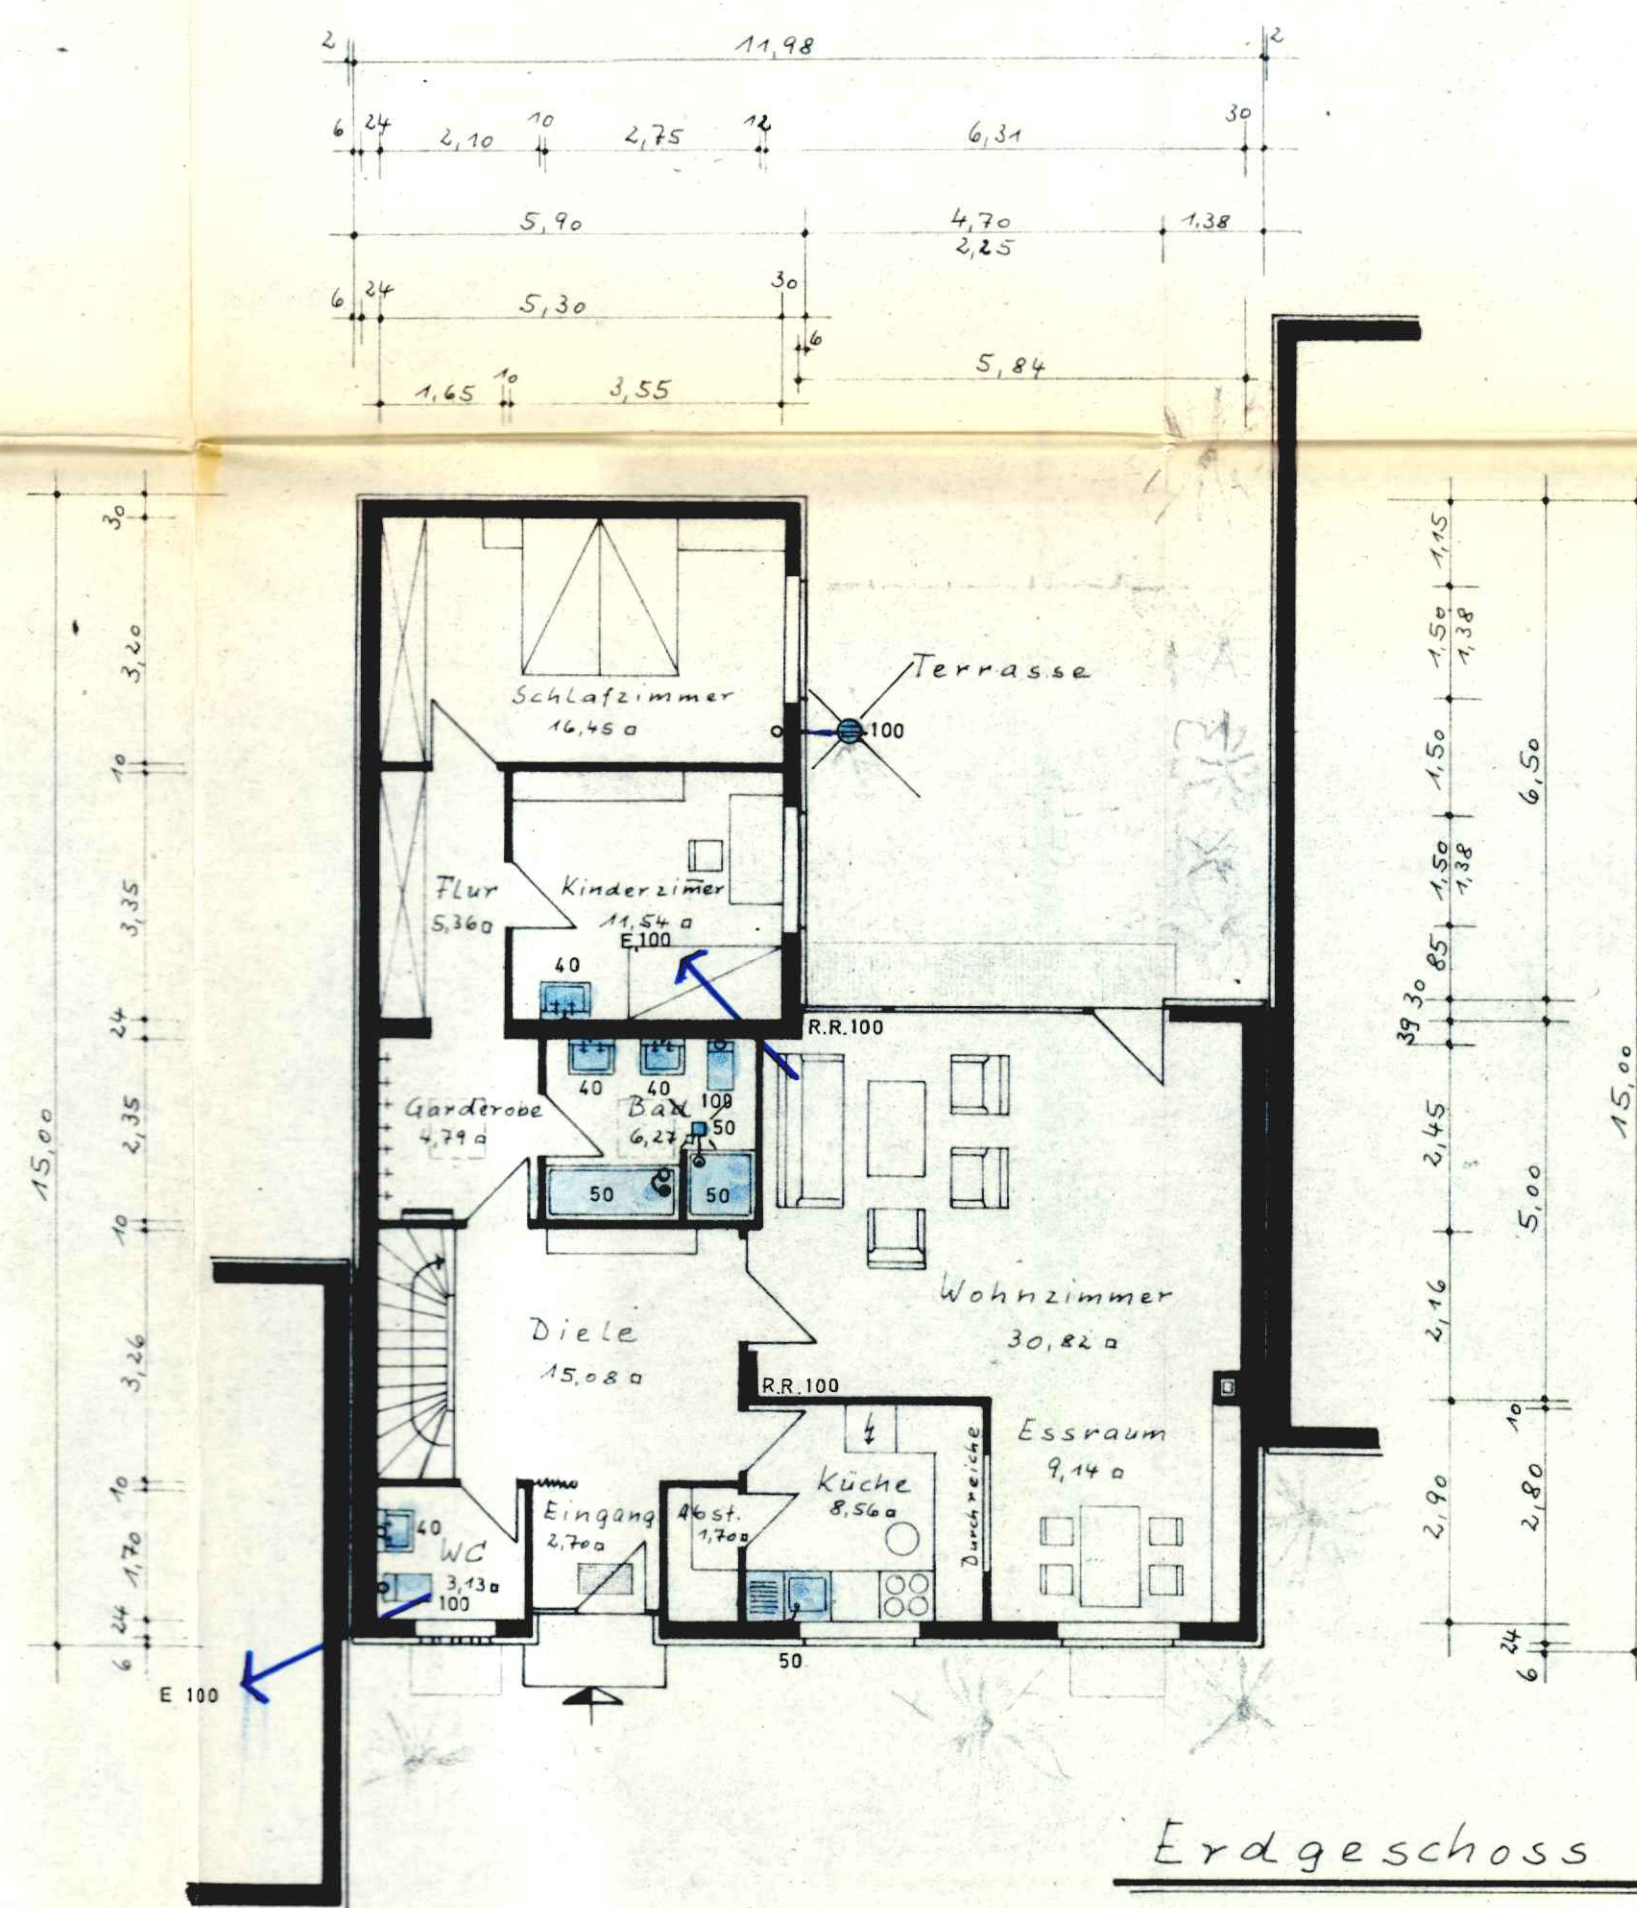 2 11,98 2
6 24 2,10 10 2,75 12 6,31 30
5,90 4,70 1,38
2,25
6 24 5,30 30
6
5,84
1,65 10 3,55
30
3,20
10
3,35
24
2,35
10
3,26
10
1,70
24
6
15,00
Schlafzimmer
16,45 □
Terrasse
100
Flur
5,36 □
Kinderzim̅er
11,54 □
E 100
40
R.R.100
40 40
100
Garderobe
4,79 □
Bad
6,27 □
50
50 50
Diele
15,08 □
Wohnzimmer
30,82 □
R.R.100
Essraum
9,14 □
Küche
8,56 □
Durchreiche
Eingang
2,70 □
Abst.
1,70 □
40
WC
3,13 □
100
50
E 100
1,15
1,50
1,38
1,50
1,50
1,38
85
30
39
2,45
2,16
2,90
6,50
5,00
10
2,80
24
6
15,00
Erdgeschoss